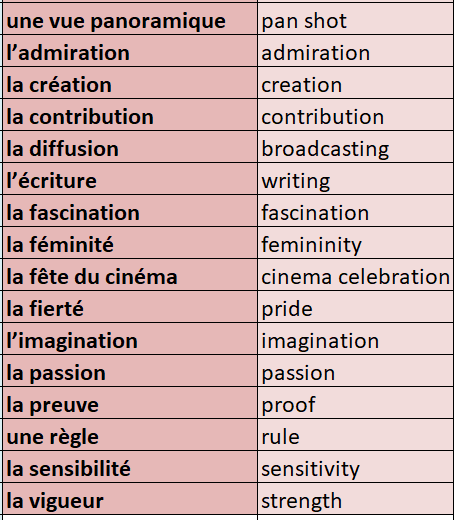 une vue panoramique pan shot
l’admiration admiration
la création creation
la contribution contribution
la diffusion broadcasting
l’écriture writing
la fascination fascination
la féminité femininity
la fête du cinéma cinema celebration
la fierté pride
l’imagination imagination
la passion passion
la preuve proof
une règle rule
la sensibilité sensitivity
la vigueur strength